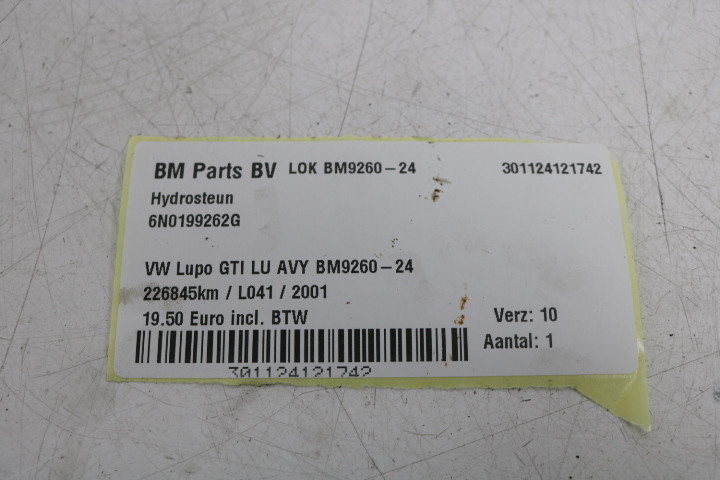 BM Parts BV LOK BM9260-24 301124121742
Hydrosteun
6N0199262G
VW Lupo GTI LU AVY BM9260-24
226845km / L041 / 2001
19.50 Euro incl. BTW Verz: 10
Aantal: 1
301124121742